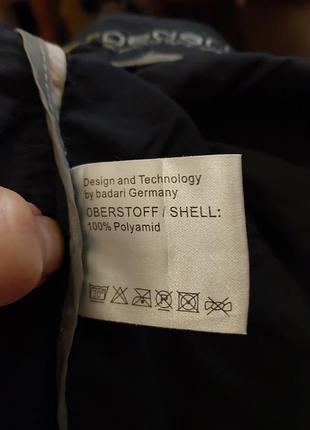 Design and Technology
by badari Germany
OBERSTOFF / SHELL:
100% Polyamid